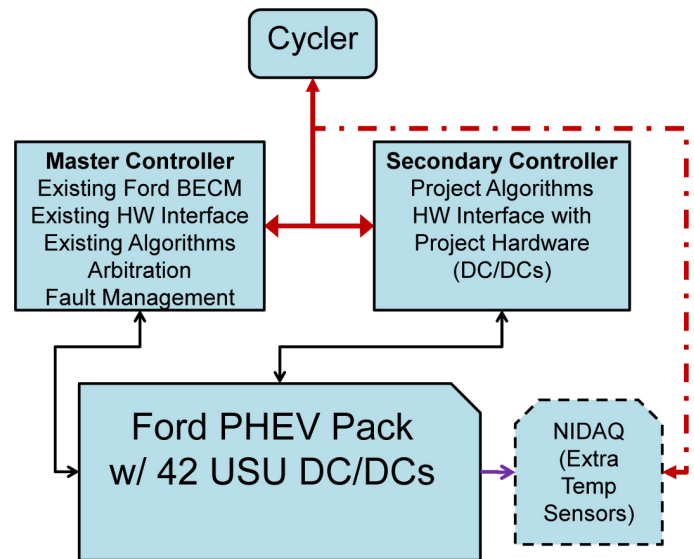 Cycler
Master Controller
Existing Ford BECM
Existing HW Interface
Existing Algorithms
Arbitration
Fault Management
Secondary Controller
Project Algorithms
HW Interface with
Project Hardware
(DC/DCs)
Ford PHEV Pack
w/ 42 USU DC/DCs
NIDAQ
(Extra
Temp
Sensors)